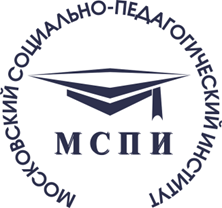 МОСКОВСКИЙ СОЦИАЛЬНО-ПЕДАГОГИЧЕСКИЙ ИНСТИТУТ
МСПИ